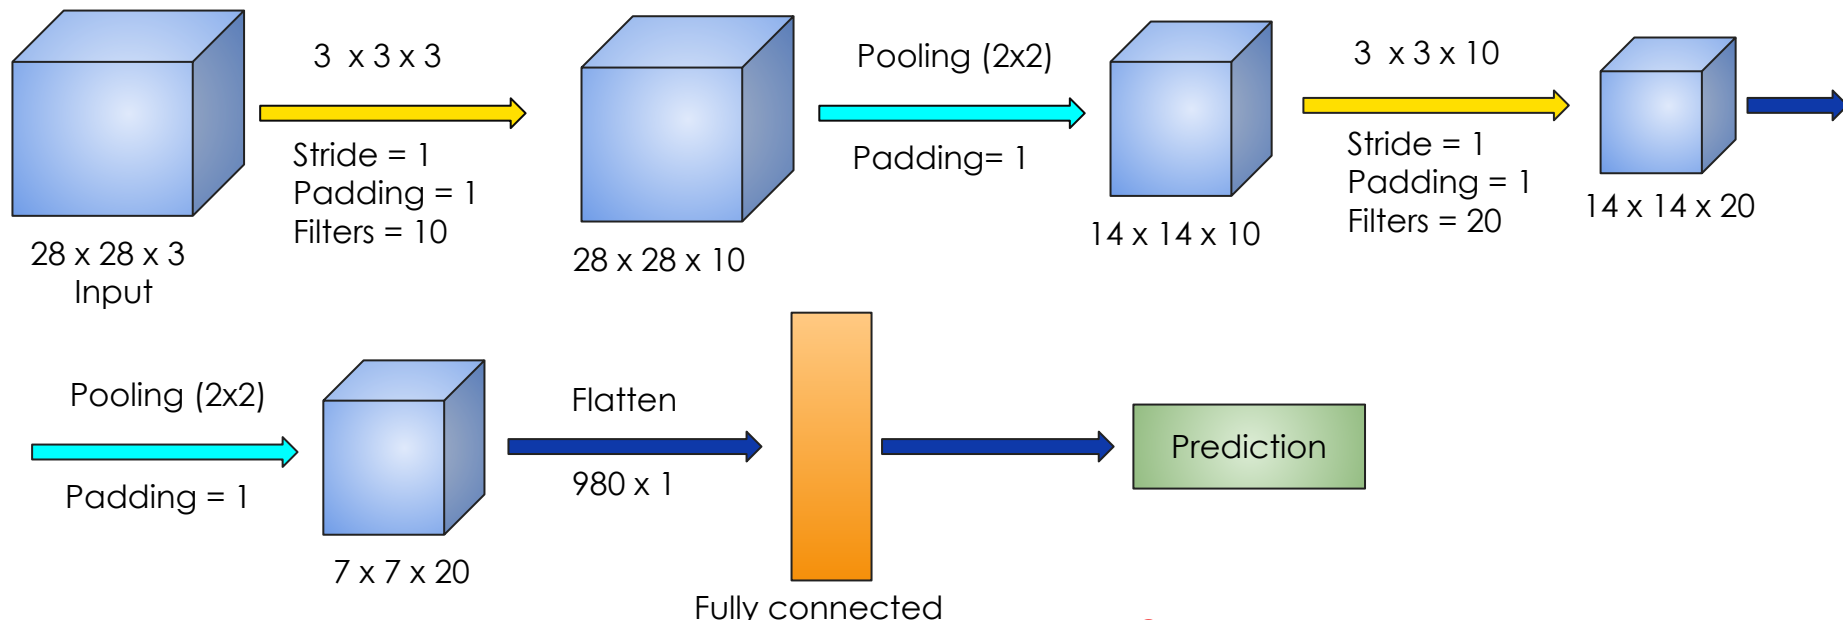 3 x 3 x 3
Stride = 1
Padding = 1
Filters = 10
28 x 28 x 3
Input
28 x 28 x 10
Pooling (2x2)
Padding= 1
14 x 14 x 10
3 x 3 x 10
Stride = 1
Padding = 1
Filters = 20
14 x 14 x 20
Pooling (2x2)
Padding = 1
7 x 7 x 20
Flatten
980 x 1
Fully connected
Prediction